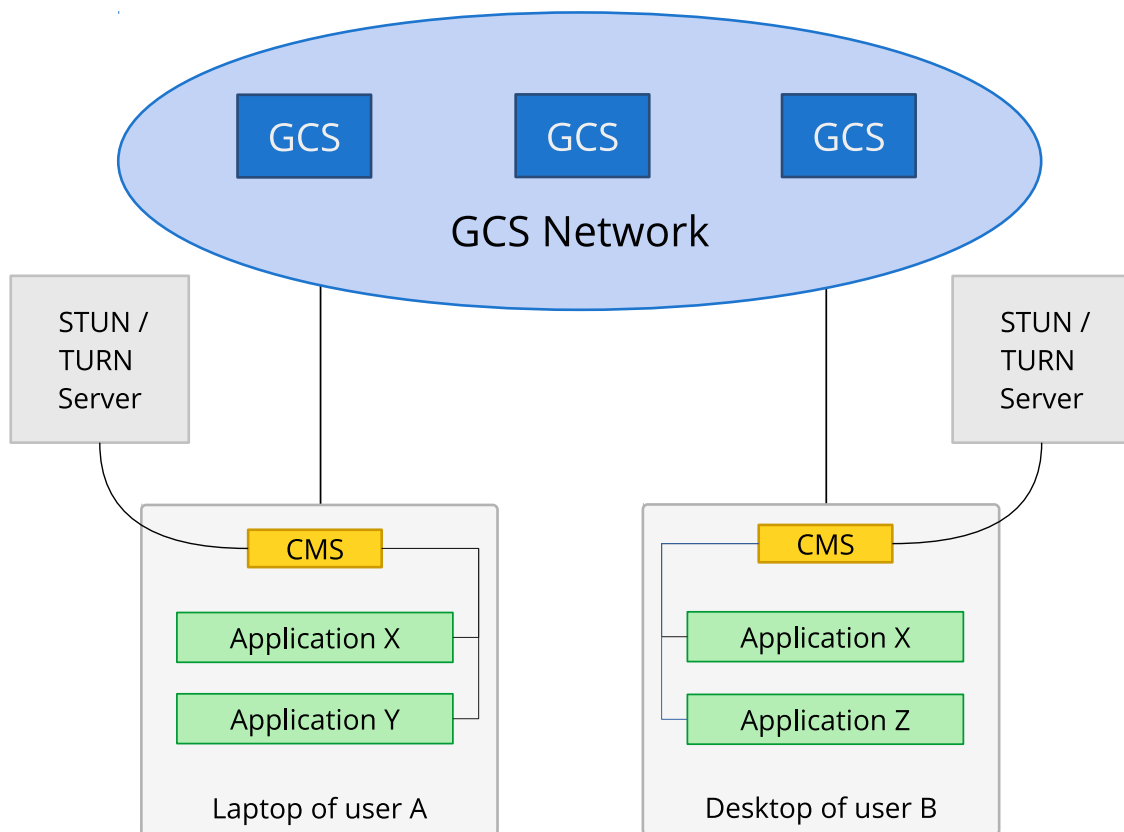 GCS
GCS
GCS
GCS Network
STUN /
TURN
Server
STUN /
TURN
Server
CMS
Application X
Application Y
Laptop of user A
CMS
Application X
Application Z
Desktop of user B